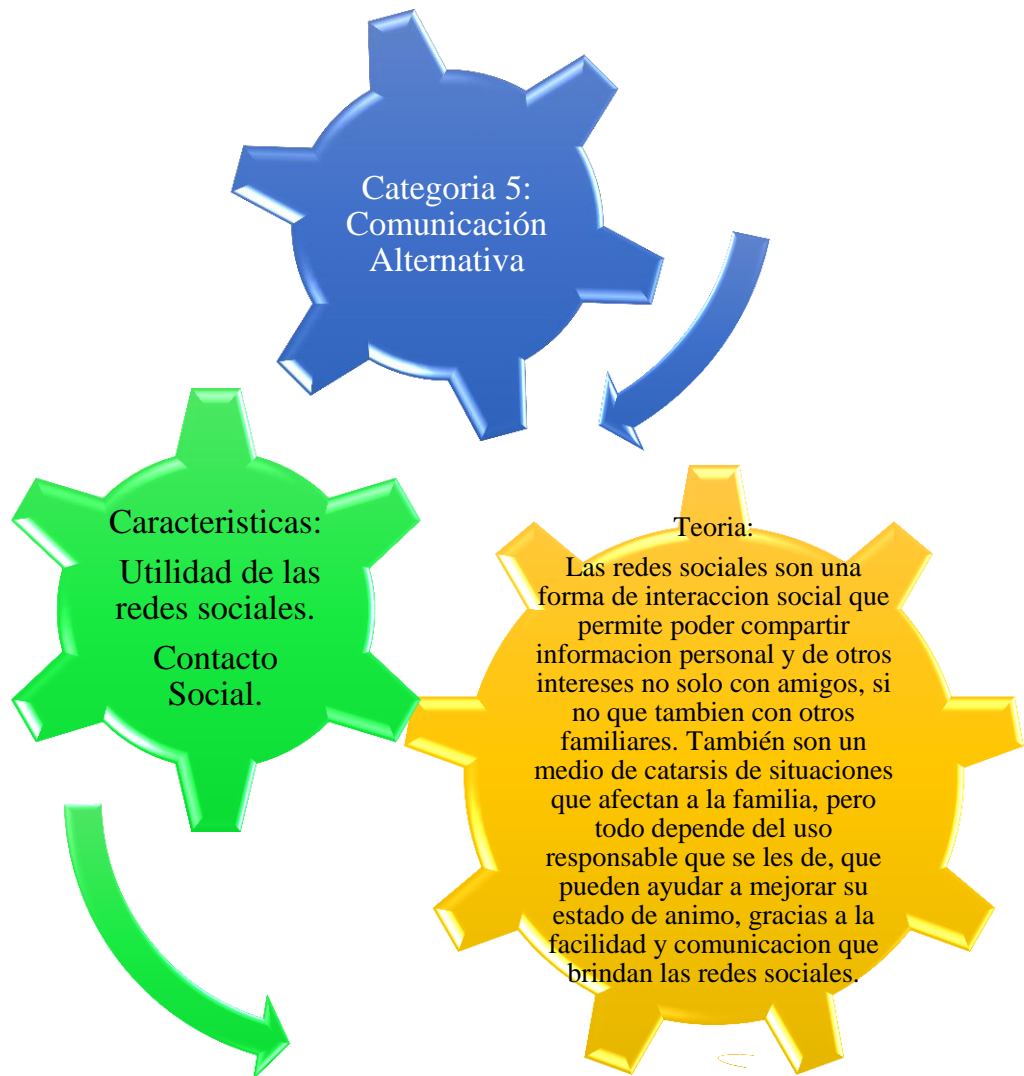 Categoria 5:
Comunicación
Alternativa
Caracteristicas:
Utilidad de las
redes sociales.
Contacto
Social.
Teoria:
Las redes sociales son una
forma de interaccion social que
permite poder compartir
informacion personal y de otros
intereses no solo con amigos, si
no que tambien con otros
familiares. También son un
medio de catarsis de situaciones
que afectan a la familia, pero
todo depende del uso
responsable que se les de, que
pueden ayudar a mejorar su
estado de animo, gracias a la
facilidad y comunicacion que
brindan las redes sociales.